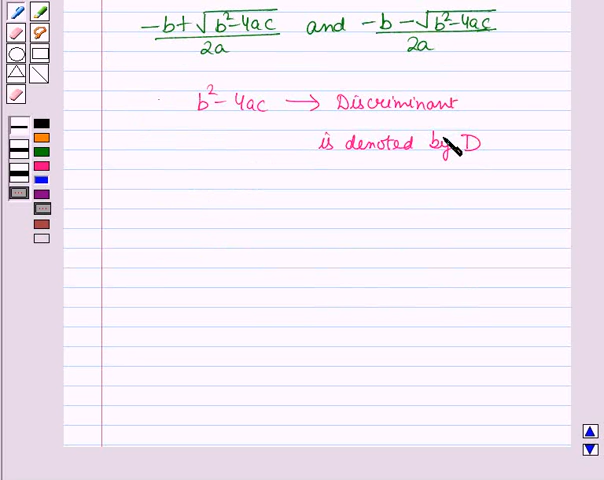 -b+√b²-4ac/2a and -b-√b²-4ac/2a
b²-4ac → Discriminant
is denoted by D